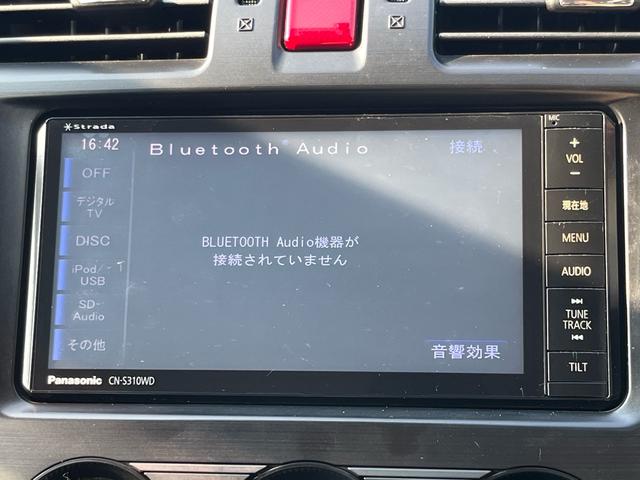 Strada
MIC
16:42
Bluetooth Audio
接続
OFF
デジタル
TV
DISC
iPod/
USB
SD-
Audio
その他
BLUETOOTH Audio機器が
接続されていません
音響効果
+
VOL
-
現在地
MENU
AUDIO
TUNE
TRACK
TILT
Panasonic CN-S310WD